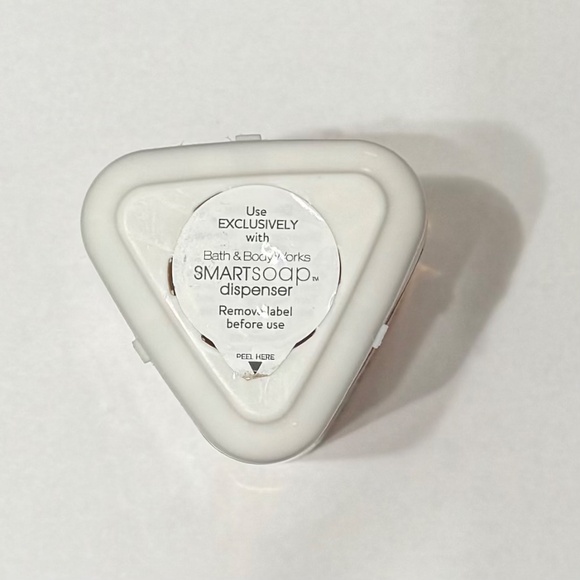 Use
EXCLUSIVELY
with
Bath & Body Works
SMARTsoap™
dispenser
Remove label
before use
PEEL HERE